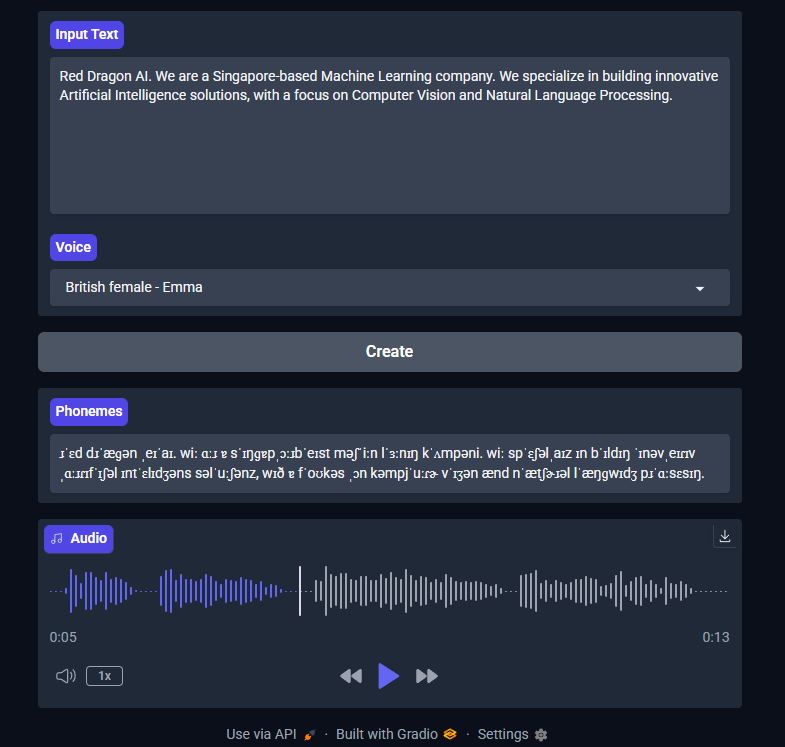 Input Text
Red Dragon AI. We are a Singapore-based Machine Learning company. We specialize in building innovative
Artificial Intelligence solutions, with a focus on Computer Vision and Natural Language Processing.
Voice
British female - Emma
Create
Phonemes
ɹˈɛd dɹˈæɡən ˌeɪˈaɪ. wiː ɑːɹ ɐ sˈɪŋɡɐpˌɔːɹbˈeɪst məʃˈiːn lˈɜːnɪŋ kˈʌmpəni. wiː spˈɛʃəlˌaɪz ɪn bˈɪldɪŋ ˈɪnəvˌeɪɾɪv
ˌɑːɹɾɪfˈɪʃəl ɪntˈɛlɪdʒəns səlˈuːʃənz, wɪð ɐ fˈoʊkəs ˌɔn kəmpjˈuːɾɚ vˈɪʒən ænd nˈætʃɚɹəl lˈæŋɡwɪdʒ pɹˈɑːsɛsɪŋ.
Audio
0:05 0:13
1x
Use via API · Built with Gradio · Settings